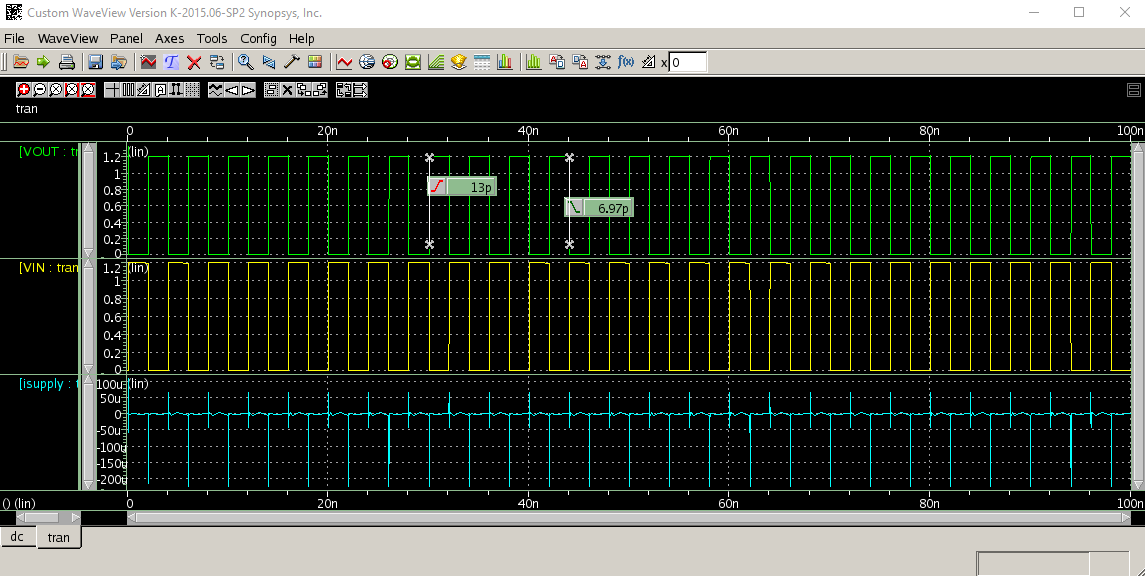 Custom WaveView Version K-2015.06-SP2 Synopsys, Inc.
File WaveView Panel Axes Tools Config Help
x 0
tran
0 20n 40n 60n 80n 100n
[VOUT : tr (lin)
1.2
1
0.8
0.6
0.4
0.2
0
13p
6.97p
[VIN : tran (lin)
1.2
1
0.8
0.6
0.4
0.2
0
[isupply : t (lin)
100u
50u
0
-50u
-100u
-150u
-200u
() (lin) 0 20n 40n 60n 80n 100n
dc tran